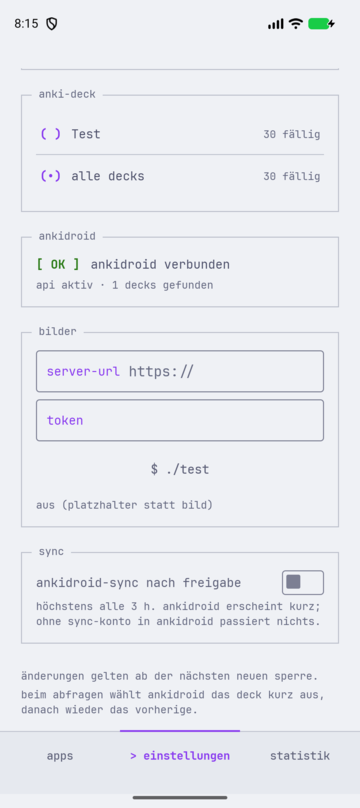 8:15
anki-deck
( ) Test 30 fällig
(•) alle decks 30 fällig
ankidroid
[ OK ] ankidroid verbunden
api aktiv · 1 decks gefunden
bilder
server-url https://
token
$ ./test
aus (platzhalter statt bild)
sync
ankidroid-sync nach freigabe
höchstens alle 3 h. ankidroid erscheint kurz;
ohne sync-konto in ankidroid passiert nichts.
änderungen gelten ab der nächsten neuen sperre.
beim abfragen wählt ankidroid das deck kurz aus,
danach wieder das vorherige.
apps > einstellungen statistik